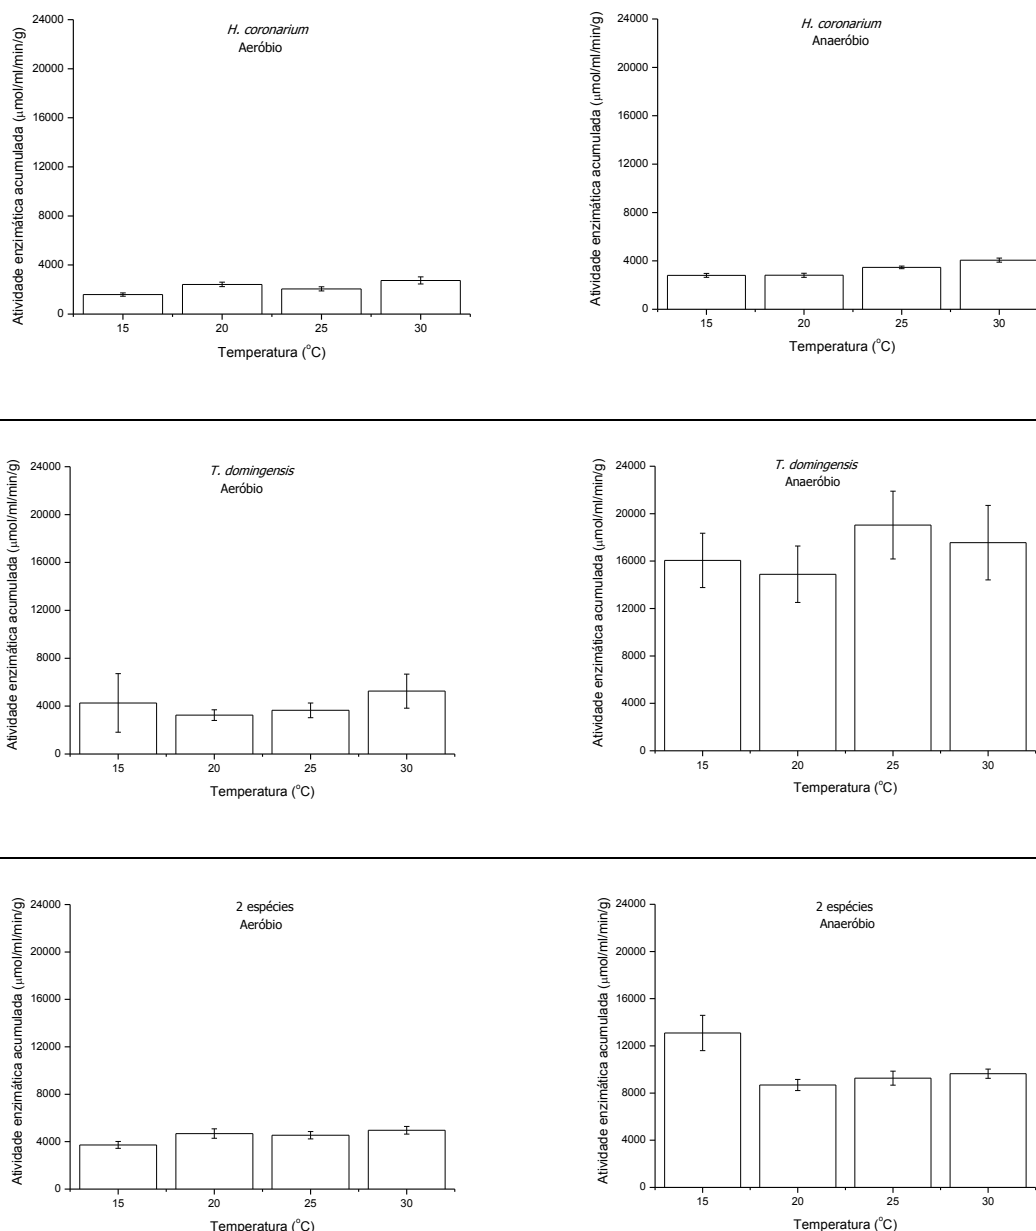 H. coronarium
Aeróbio
Atividade enzimática acumulada (μmol/ml/min/g)
24000
20000
16000
12000
8000
4000
0
15 20 25 30
Temperatura (°C)
H. coronarium
Anaeróbio
Atividade enzimática acumulada (μmol/ml/min/g)
24000
20000
16000
12000
8000
4000
0
15 20 25 30
Temperatura (°C)
T. domingensis
Aeróbio
Atividade enzimática acumulada (μmol/ml/min/g)
24000
20000
16000
12000
8000
4000
0
15 20 25 30
Temperatura (°C)
T. domingensis
Anaeróbio
Atividade enzimática acumulada (μmol/ml/min/g)
24000
20000
16000
12000
8000
4000
0
15 20 25 30
Temperatura (°C)
2 espécies
Aeróbio
Atividade enzimática acumulada (μmol/ml/min/g)
24000
20000
16000
12000
8000
4000
0
15 20 25 30
Temperatura (°C)
2 espécies
Anaeróbio
Atividade enzimática acumulada (μmol/ml/min/g)
24000
20000
16000
12000
8000
4000
0
15 20 25 30
Temperatura (°C)